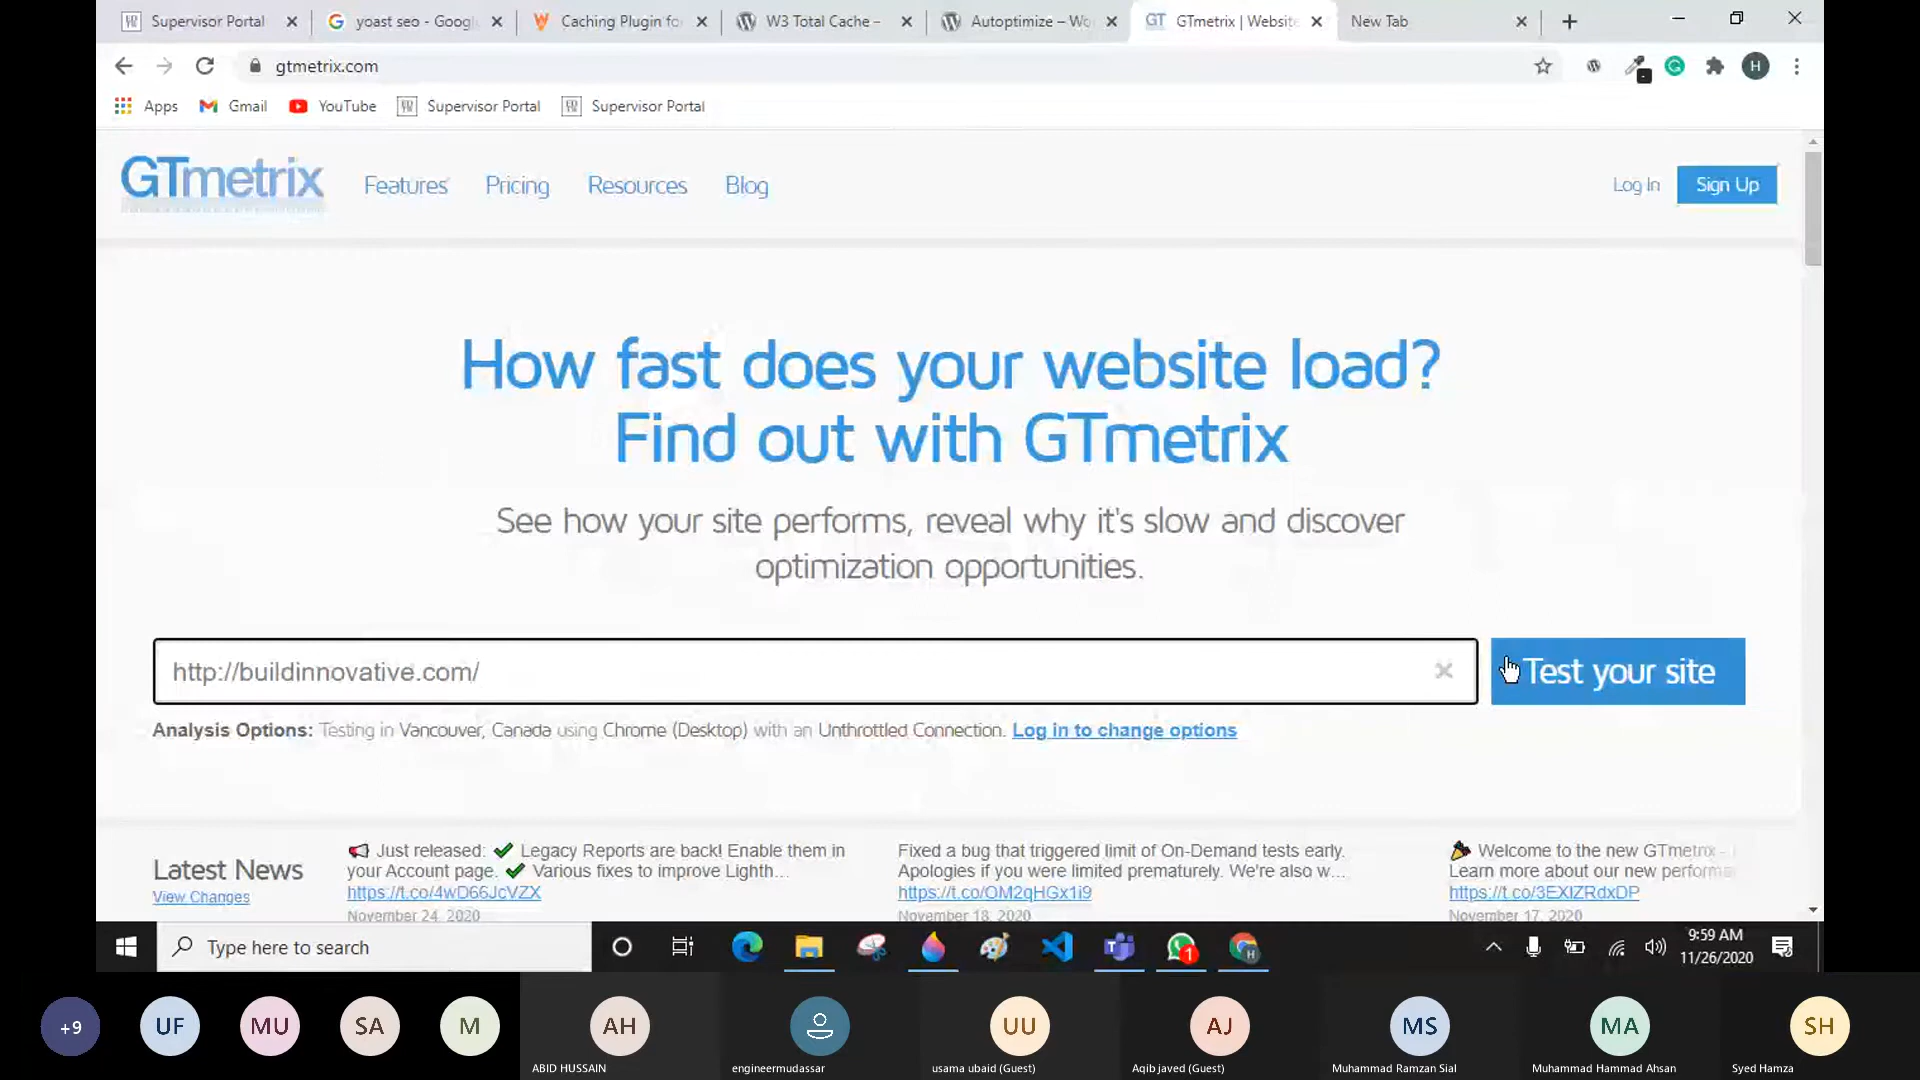 Supervisor Portal
yoast seo - Googl
Caching Plugin fo
W3 Total Cache –
Autoptimize – Wo
GT
GTmetrix | Website
New Tab
gtmetrix.com
H
Apps
Gmail
YouTube
Supervisor Portal
Supervisor Portal
GTmetrix
Features
Pricing
Resources
Blog
Log In
Sign Up
How fast does your website load?
Find out with GTmetrix
See how your site performs, reveal why it's slow and discover
optimization opportunities.
http://buildinnovative.com/
Test your site
Analysis Options: Testing in Vancouver, Canada using Chrome (Desktop) with an Unthrottled Connection. Log in to change options
Latest News
View Changes
Just released: ✔ Legacy Reports are back! Enable them in
your Account page. ✔ Various fixes to improve Lighth...
https://t.co/4wD66JcVZX
November 24, 2020
Fixed a bug that triggered limit of On-Demand tests early.
Apologies if you were limited prematurely. We're also w...
https://t.co/OM2qHGx1i9
November 18, 2020
Welcome to the new GTmetrix -
Learn more about our new performa
https://t.co/3EXIZRdxDP
November 17, 2020
Type here to search
1
H
9:59 AM
11/26/2020
+9
UF
MU
SA
M
AH
ABID HUSSAIN
engineermudassar
UU
usama ubaid (Guest)
AJ
Aqib javed (Guest)
MS
Muhammad Ramzan Sial
MA
Muhammad Hammad Ahsan
SH
Syed Hamza